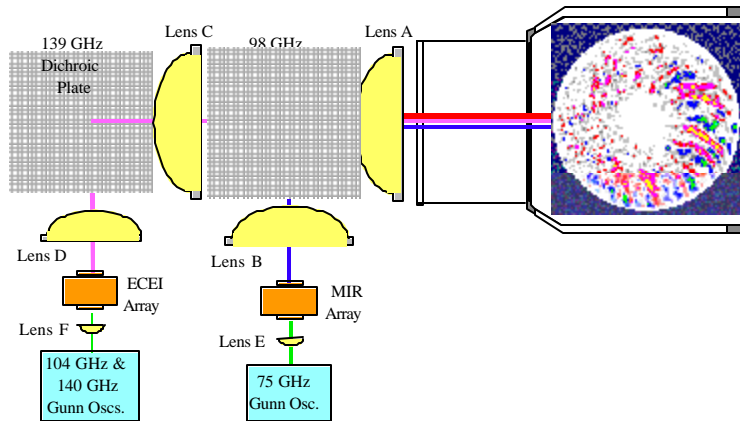 139 GHz
Dichroic
Plate
Lens C
98 GHz
Lens A
Lens D
Lens B
ECEI
Array
MIR
Array
Lens F
Lens E
104 GHz &
140 GHz
Gunn Oscs.
75 GHz
Gunn Osc.